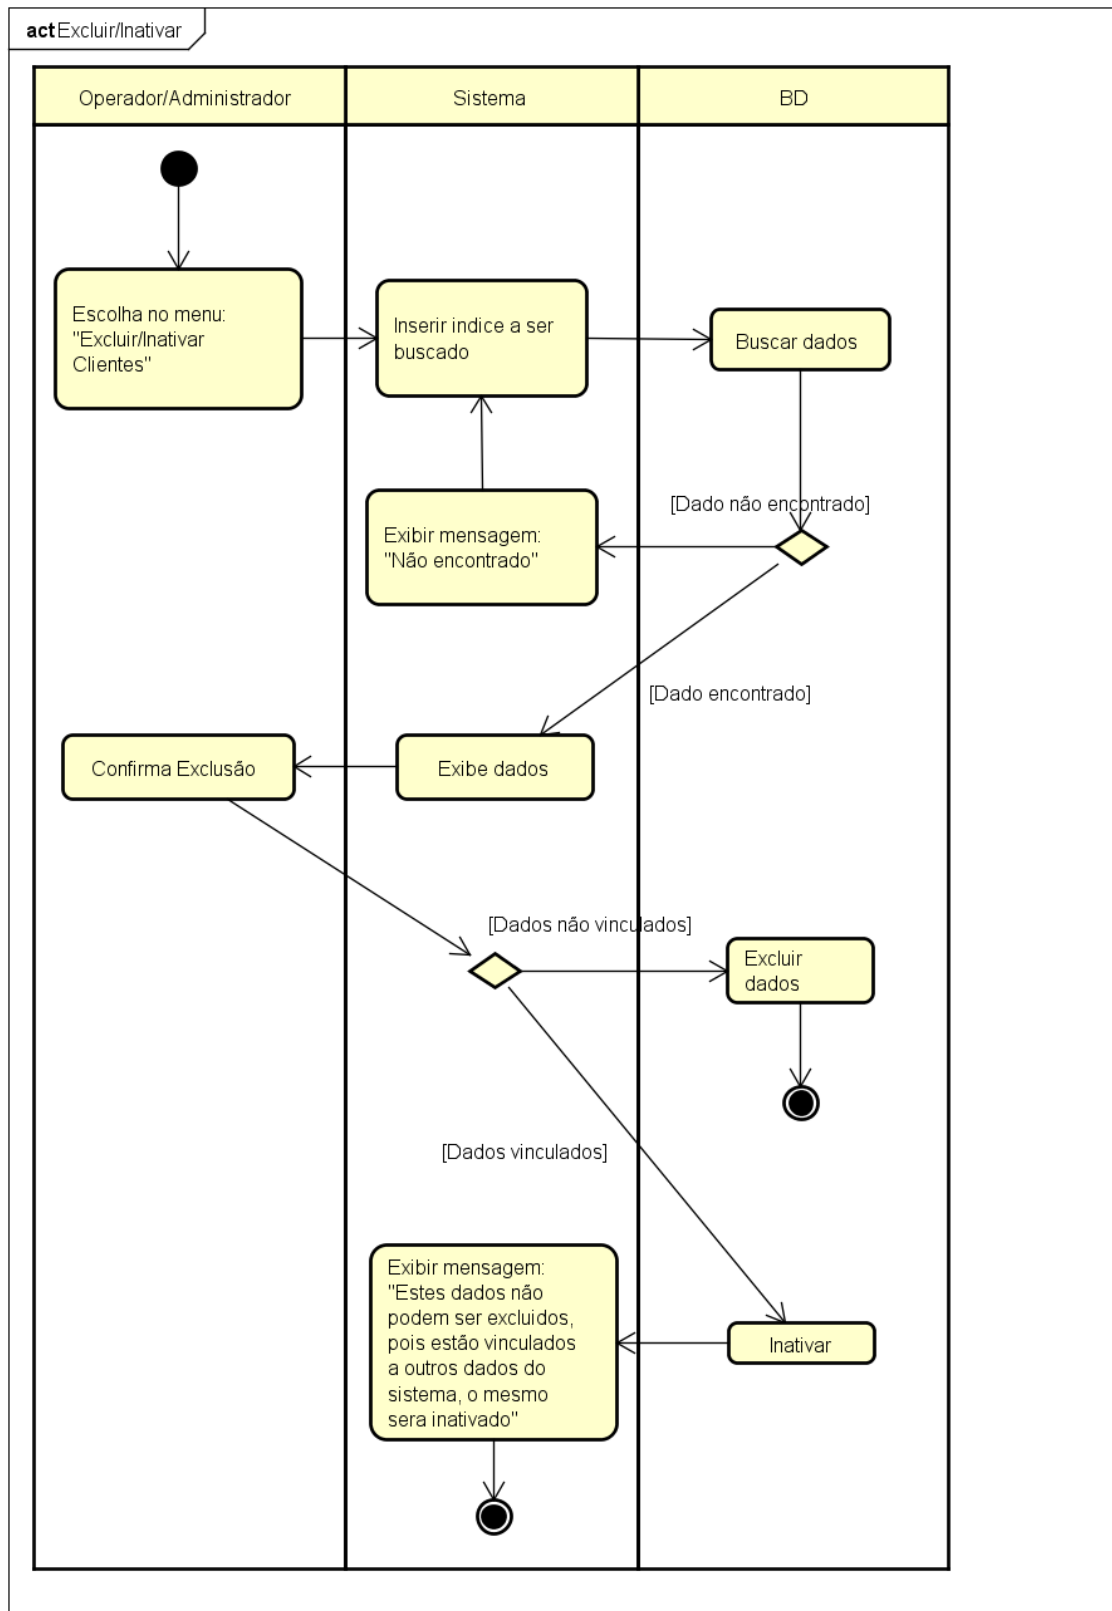 act Excluir/Inativar
Operador/Administrador
Sistema
BD
Escolha no menu:
"Excluir/Inativar
Clientes"
Inserir indice a ser
buscado
Buscar dados
[Dado não encontrado]
Exibir mensagem:
"Não encontrado"
[Dado encontrado]
Confirma Exclusão
Exibe dados
[Dados não vinculados]
Excluir
dados
[Dados vinculados]
Exibir mensagem:
"Estes dados não
podem ser excluidos,
pois estão vinculados
a outros dados do
sistema, o mesmo
sera inativado"
Inativar